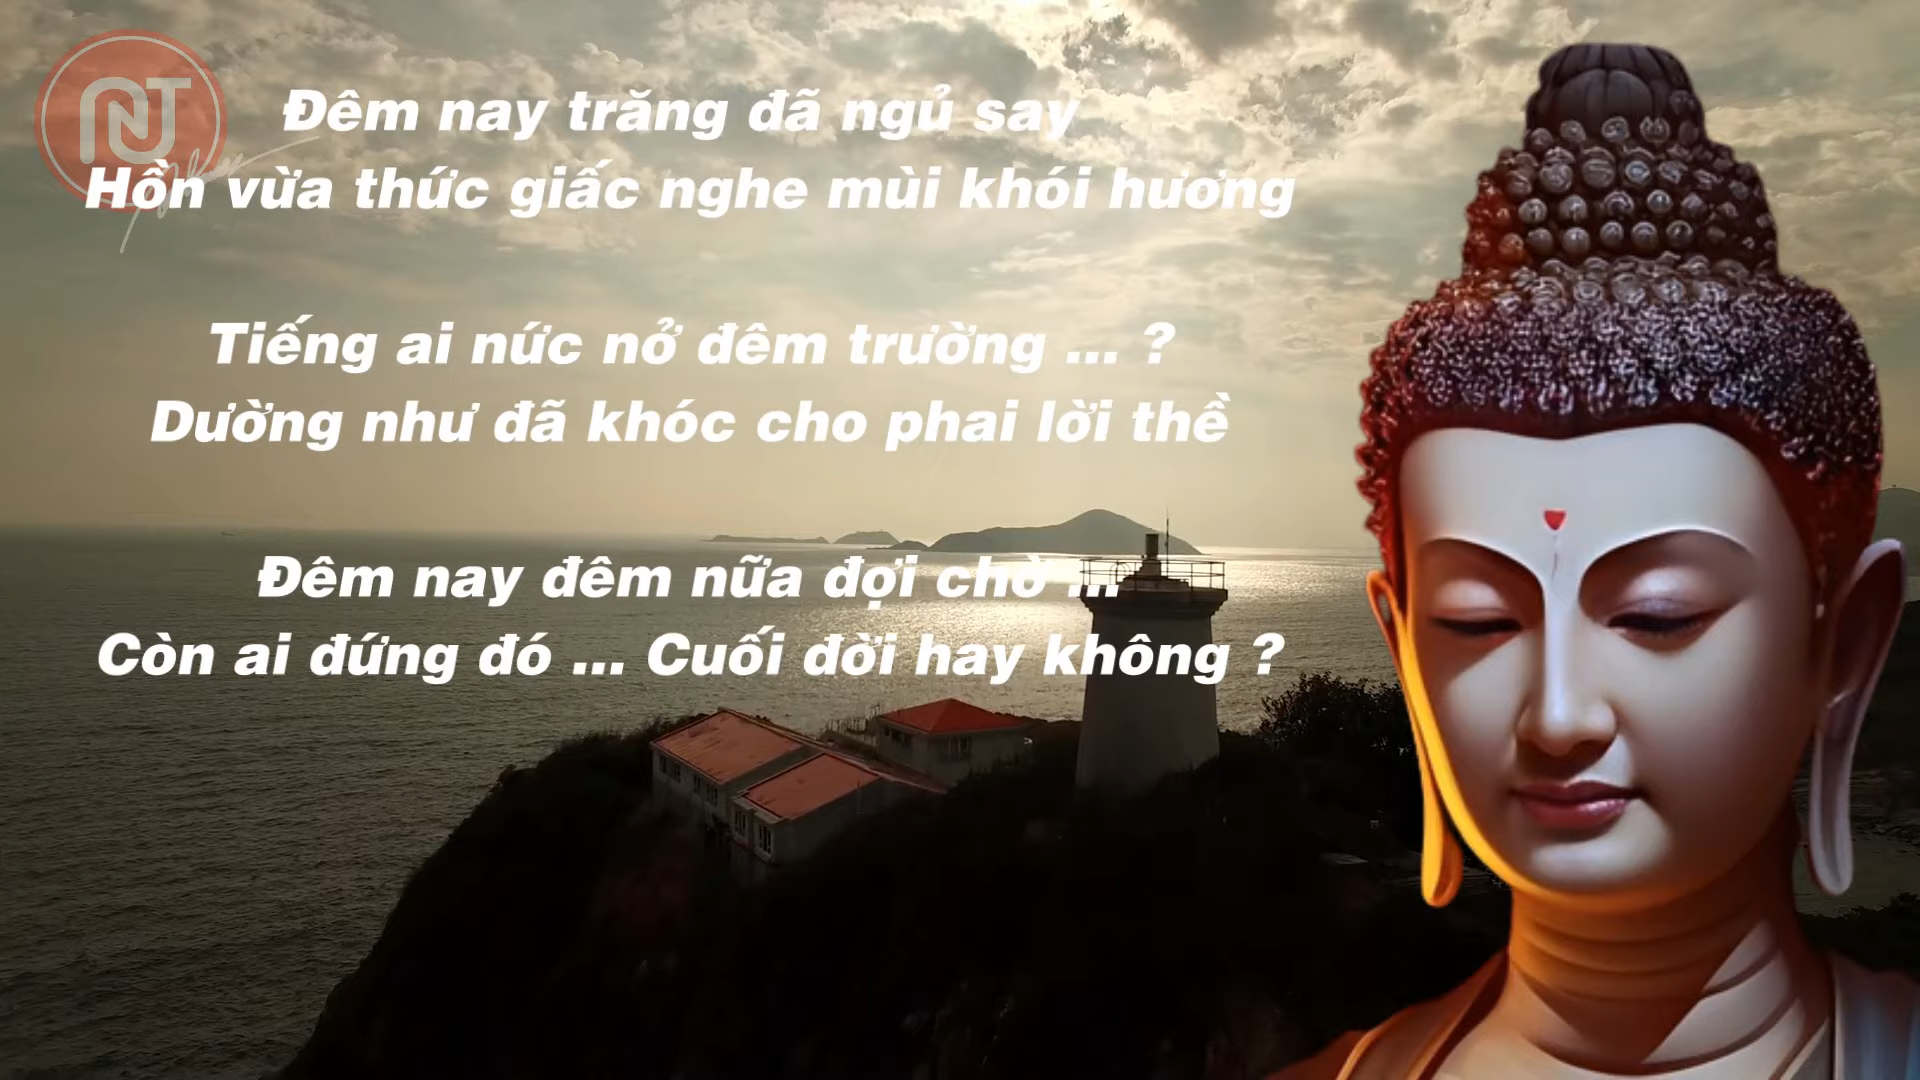 Đêm nay trăng đã ngủ say
Hồn vừa thức giấc nghe mùi khói hương
Tiếng ai nức nở đêm trường ... ?
Dường như đã khóc cho phai lời thề
Đêm nay đêm nữa đợi chờ ...
Còn ai đứng đó ... Cuối đời hay không ?